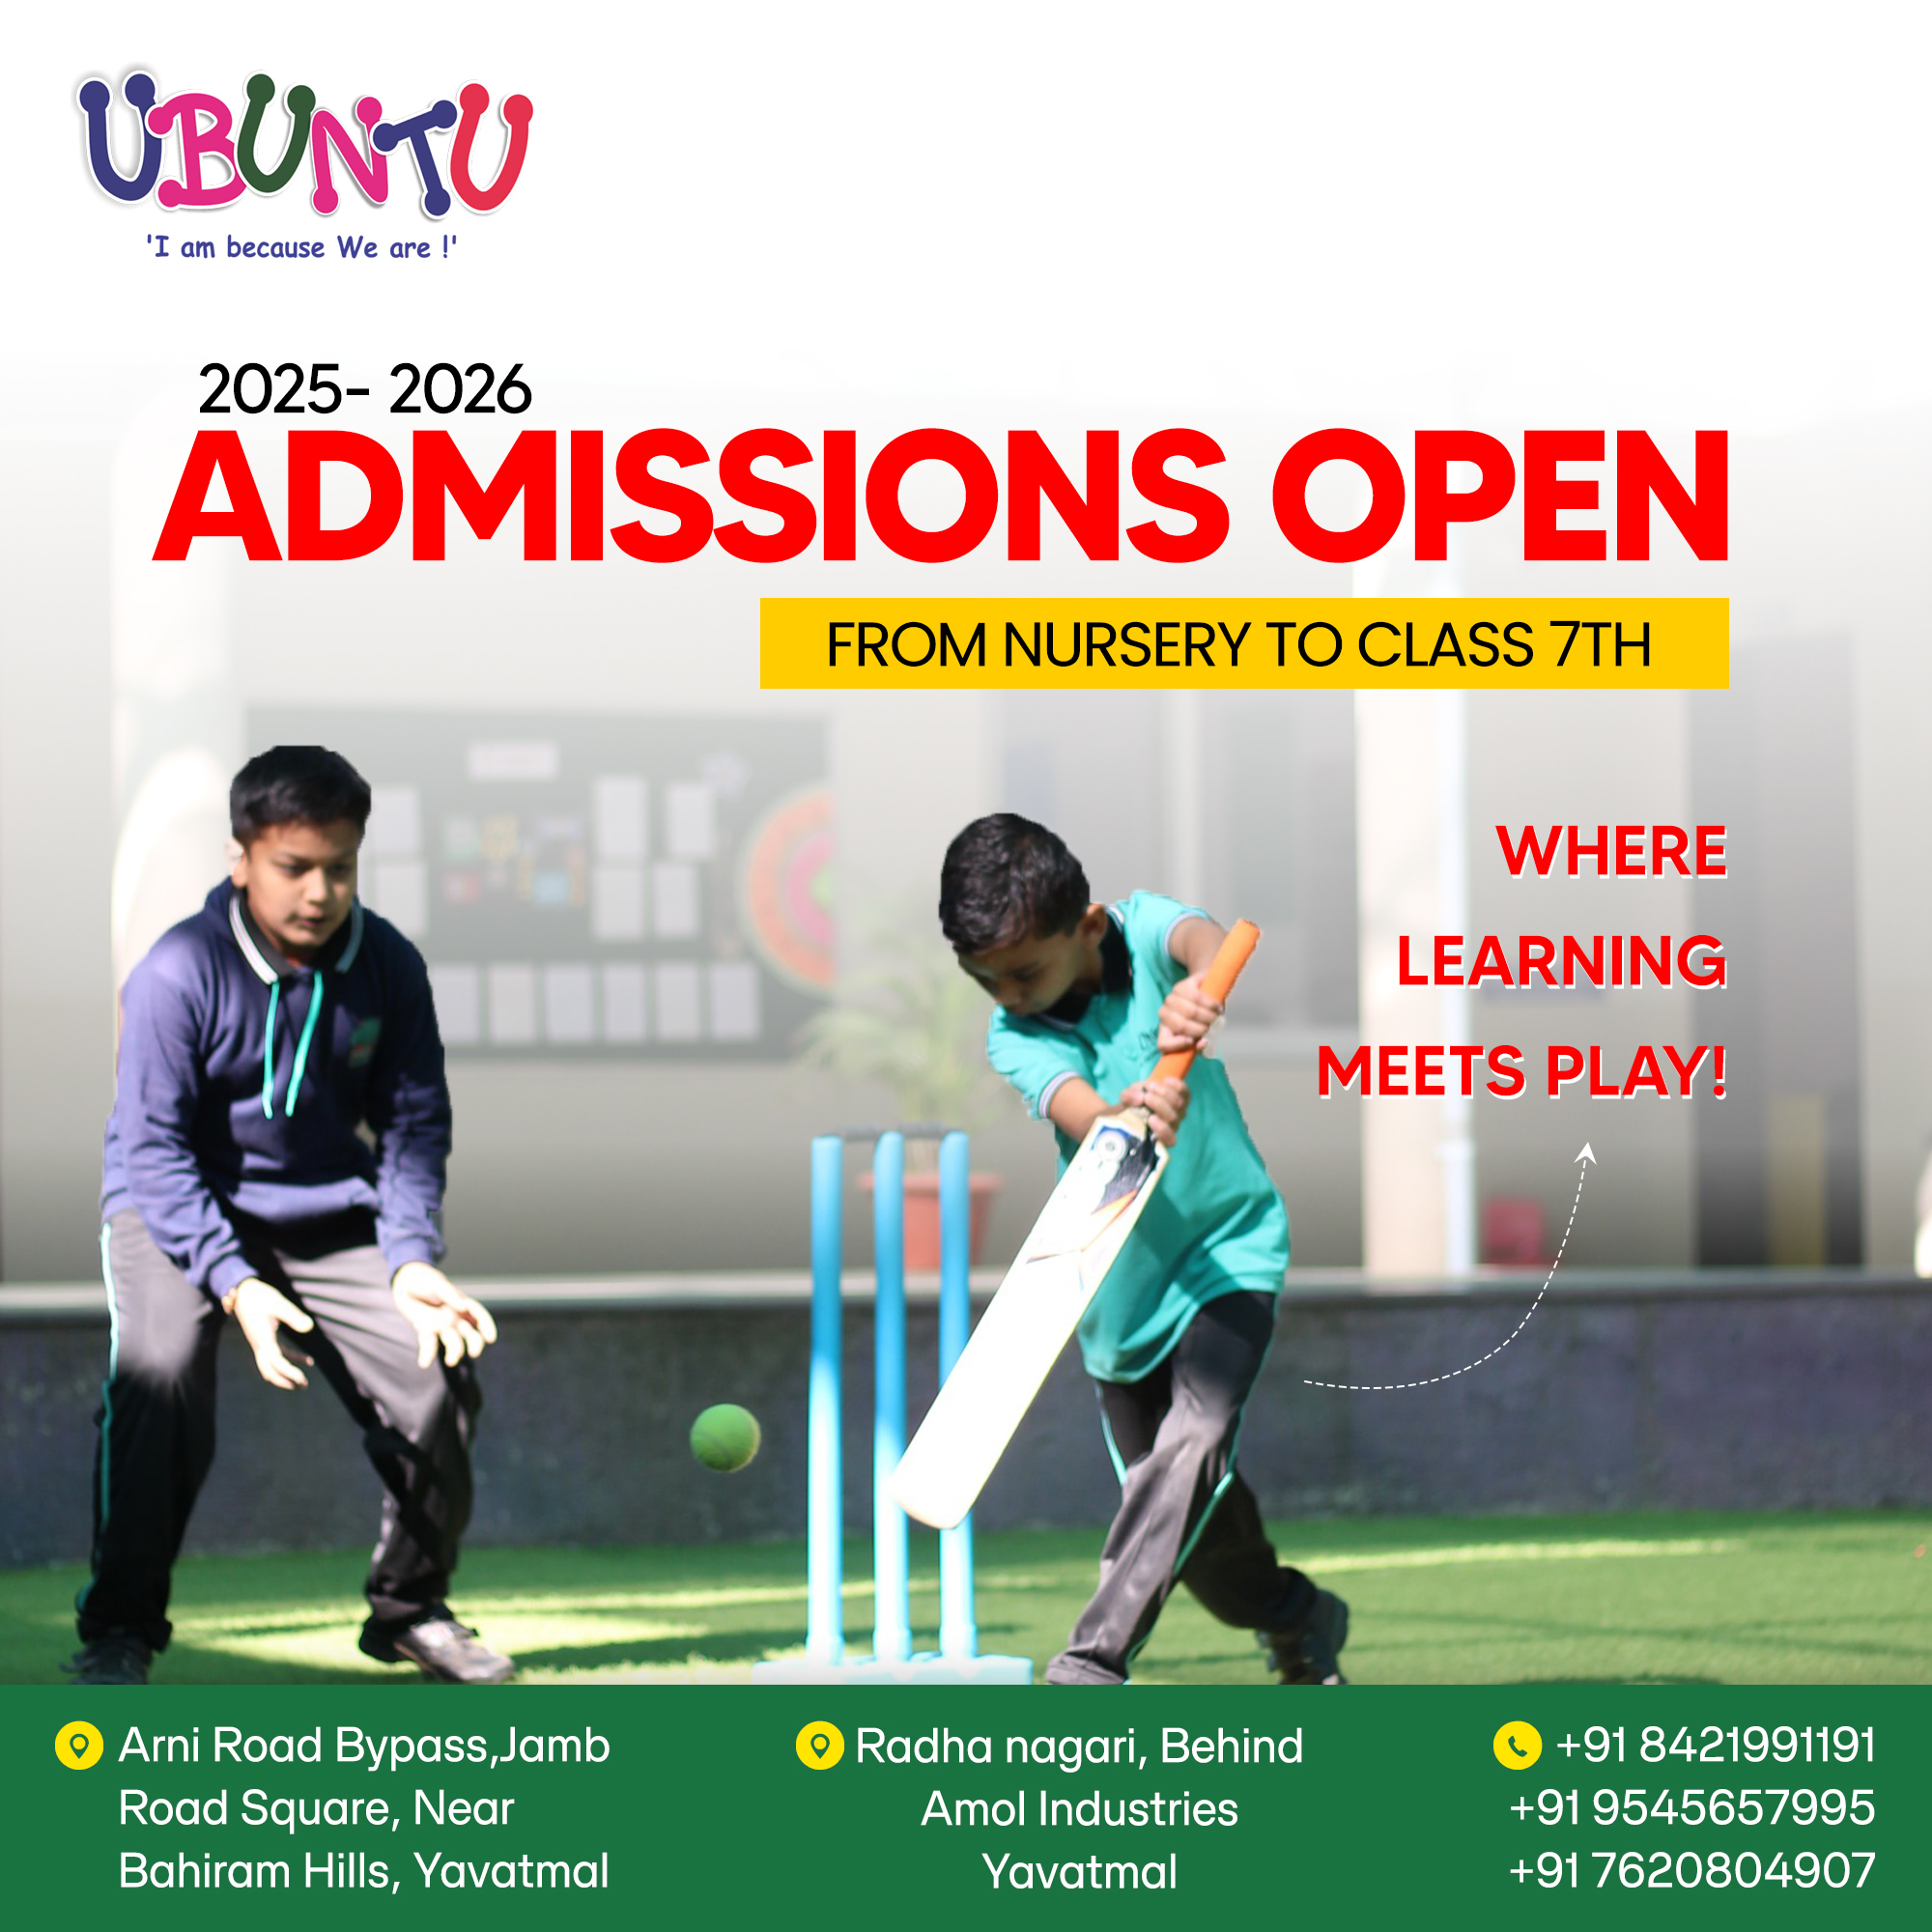 UBUNTU
'I am because We are !'
2025- 2026
ADMISSIONS OPEN
FROM NURSERY TO CLASS 7TH
WHERE
LEARNING
MEETS PLAY!
Arni Road Bypass,Jamb
Road Square, Near
Bahiram Hills, Yavatmal
Radha nagari, Behind
Amol Industries
Yavatmal
+91 8421991191
+91 9545657995
+91 7620804907